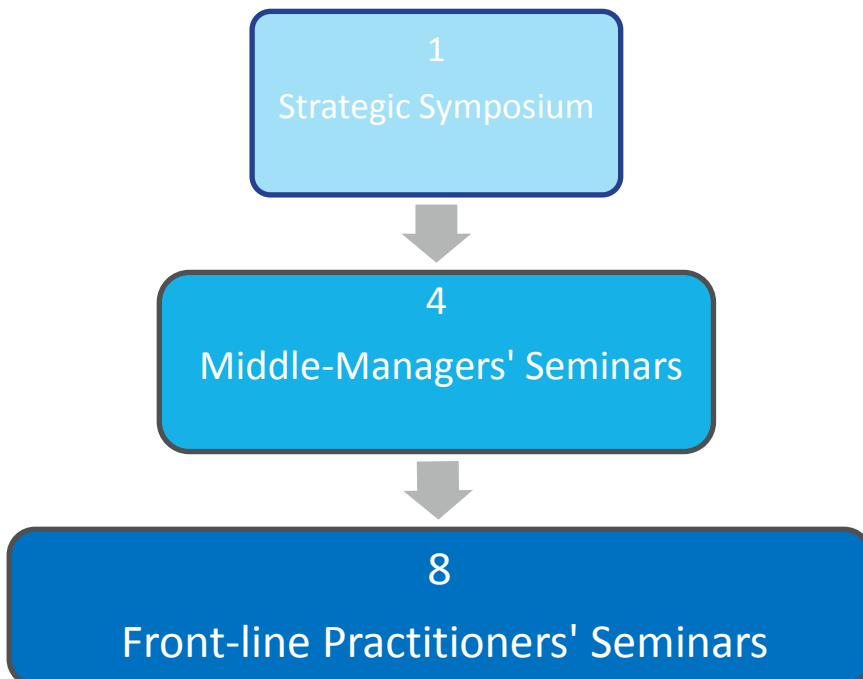 1
Strategic Symposium
4
Middle-Managers' Seminars
8
Front-line Practitioners' Seminars